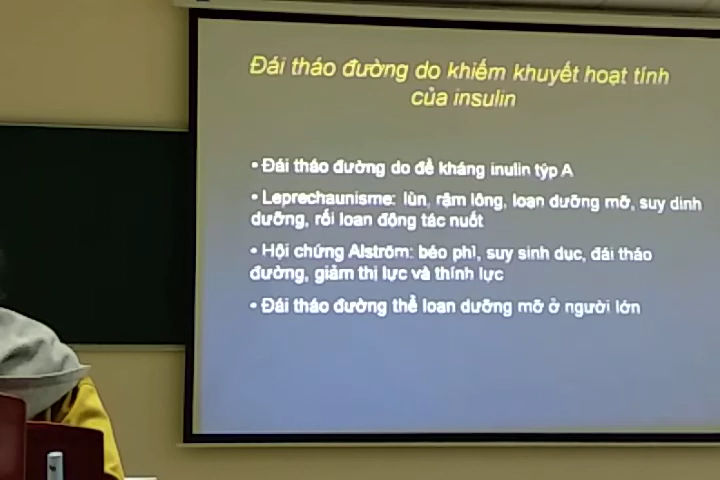 Đái tháo đường do khiếm khuyết hoạt tính
của insulin
• Đái tháo đường do đề kháng inulin týp A
• Leprechaunisme: lùn, rậm lông, loạn dưỡng mỡ, suy dinh
dưỡng, rối loạn động tác nuốt
• Hội chứng Alström: béo phì, suy sinh dục, đái tháo
đường, giảm thị lực và thính lực
• Đái tháo đường thể loạn dưỡng mỡ ở người lớn